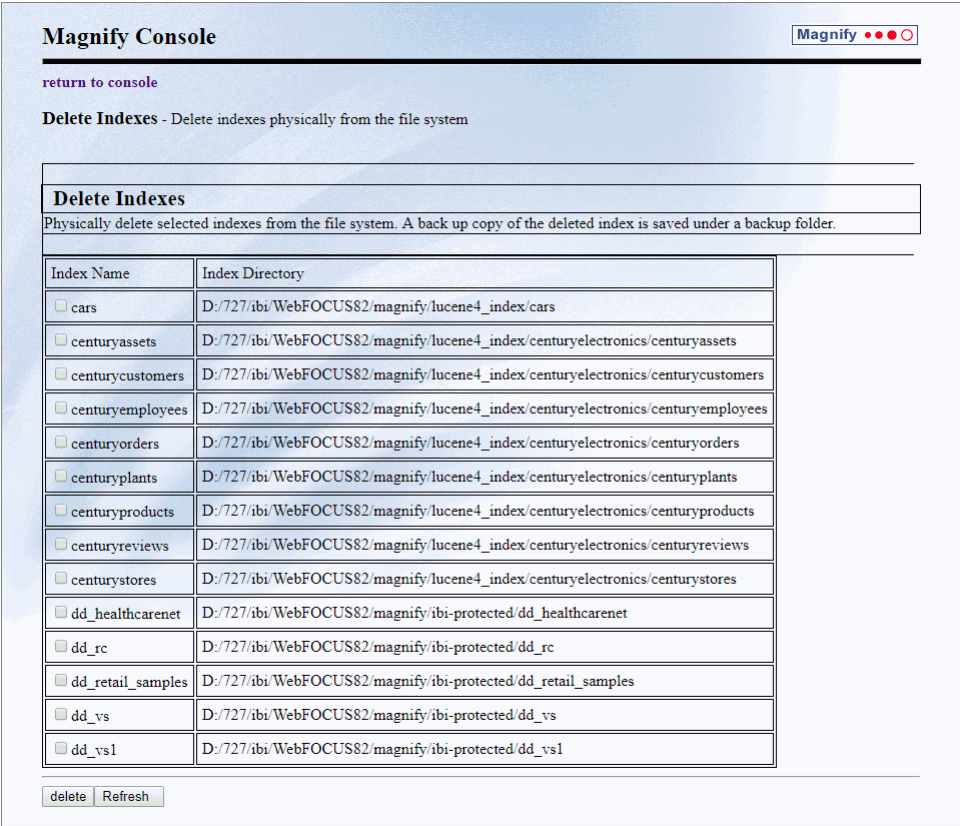 Magnify Console
Magnify
return to console
Delete Indexes - Delete indexes physically from the file system
Delete Indexes
Physically delete selected indexes from the file system. A back up copy of the deleted index is saved under a backup folder.
Index Name Index Directory
cars D:/727/ibi/WebFOCUS82/magnify/lucene4_index/cars
centuryassets D:/727/ibi/WebFOCUS82/magnify/lucene4_index/centuryelectronics/centuryassets
centurycustomers D:/727/ibi/WebFOCUS82/magnify/lucene4_index/centuryelectronics/centurycustomers
centuryemployees D:/727/ibi/WebFOCUS82/magnify/lucene4_index/centuryelectronics/centuryemployees
centuryorders D:/727/ibi/WebFOCUS82/magnify/lucene4_index/centuryelectronics/centuryorders
centuryplants D:/727/ibi/WebFOCUS82/magnify/lucene4_index/centuryelectronics/centuryplants
centuryproducts D:/727/ibi/WebFOCUS82/magnify/lucene4_index/centuryelectronics/centuryproducts
centuryreviews D:/727/ibi/WebFOCUS82/magnify/lucene4_index/centuryelectronics/centuryreviews
centurystores D:/727/ibi/WebFOCUS82/magnify/lucene4_index/centuryelectronics/centurystores
dd_healthcarenet D:/727/ibi/WebFOCUS82/magnify/ibi-protected/dd_healthcarenet
dd_rc D:/727/ibi/WebFOCUS82/magnify/ibi-protected/dd_rc
dd_retail_samples D:/727/ibi/WebFOCUS82/magnify/ibi-protected/dd_retail_samples
dd_vs D:/727/ibi/WebFOCUS82/magnify/ibi-protected/dd_vs
dd_vs1 D:/727/ibi/WebFOCUS82/magnify/ibi-protected/dd_vs1
delete Refresh